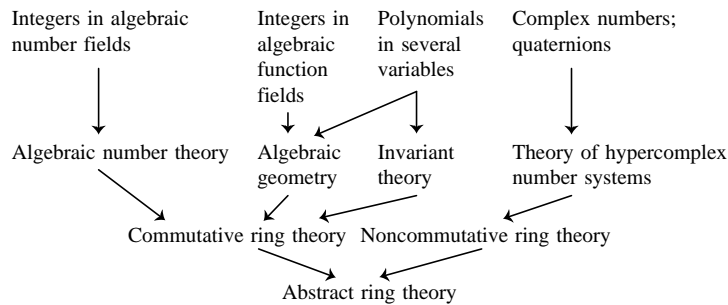 Integers in algebraic
number fields
Integers in
algebraic
function
fields
Polynomials
in several
variables
Complex numbers;
quaternions
Algebraic number theory
Algebraic
geometry
Invariant
theory
Theory of hypercomplex
number systems
Commutative ring theory
Noncommutative ring theory
Abstract ring theory